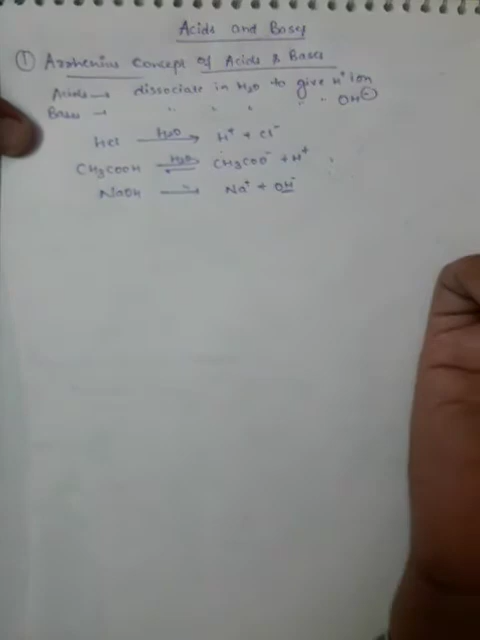 Acids and Bases
① Arrhenius Concept of Acids & Bases
Acids → dissociate in H₂O to give H⁺ ion
Bases → " " " " " OH⊖
HCl —H₂O→ H⁺ + Cl⁻
CH₃COOH ⇌H₂O CH₃COO⁻ + H⁺
NaOH —"→ Na⁺ + OH⁻